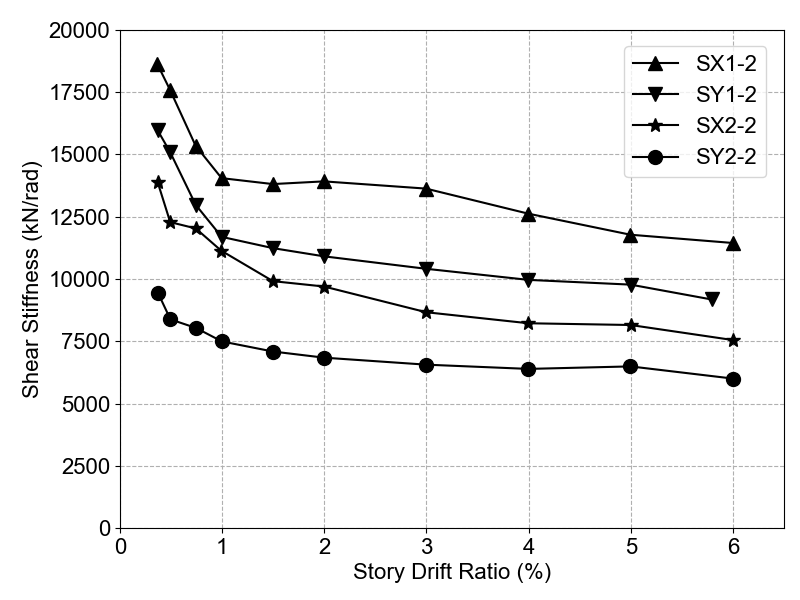 20000
17500
15000
12500
10000
7500
5000
2500
0
Shear Stiffness (kN/rad)
SX1-2
SY1-2
SX2-2
SY2-2
0 1 2 3 4 5 6
Story Drift Ratio (%)